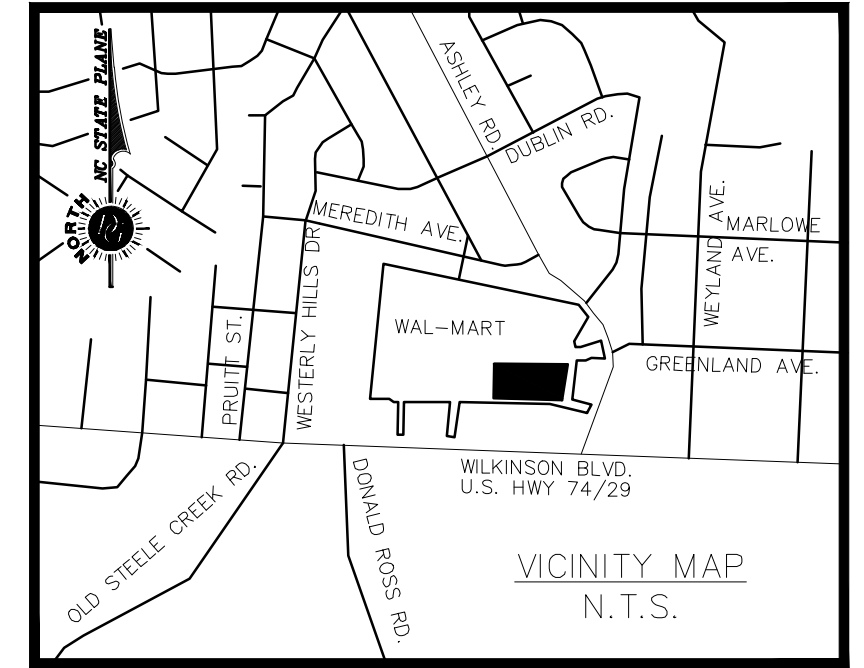 NC STATE PLANE
NORTH
ASHLEY RD.
DUBLIN RD.
MEREDITH AVE.
WEYLAND AVE.
MARLOWE
AVE.
WESTERLY HILLS DR
PRUITT ST.
WAL-MART
GREENLAND AVE.
WILKINSON BLVD.
U.S. HWY 74/29
OLD STEELE CREEK RD.
DONALD ROSS RD.
VICINITY MAP
N.T.S.